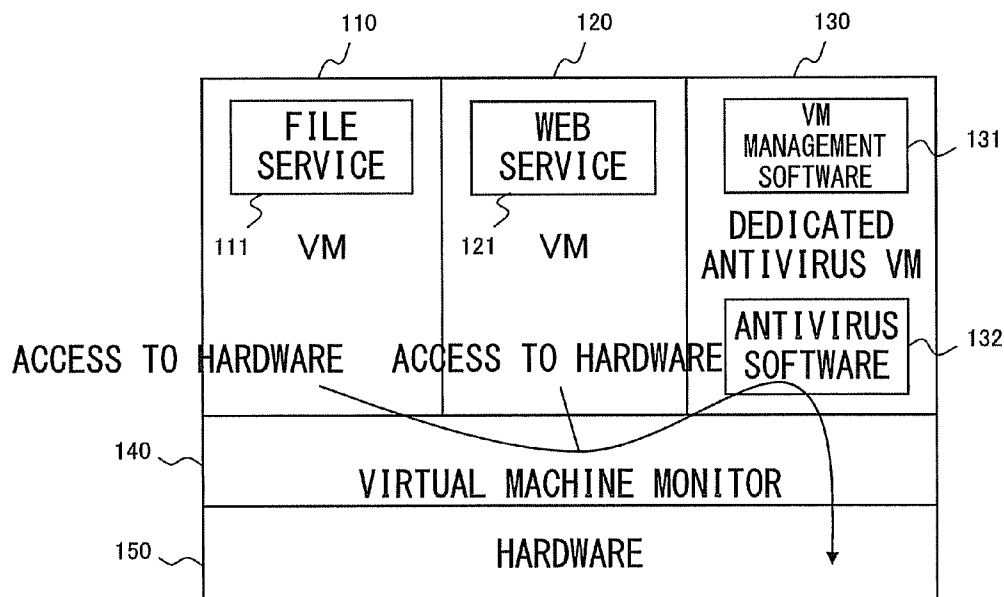 110
120
130
FILE
SERVICE
WEB
SERVICE
VM
MANAGEMENT
SOFTWARE
131
111
VM
121
VM
DEDICATED
ANTIVIRUS VM
ACCESS TO HARDWARE
ACCESS TO HARDWARE
ANTIVIRUS
SOFTWARE
132
140
VIRTUAL MACHINE MONITOR
150
HARDWARE